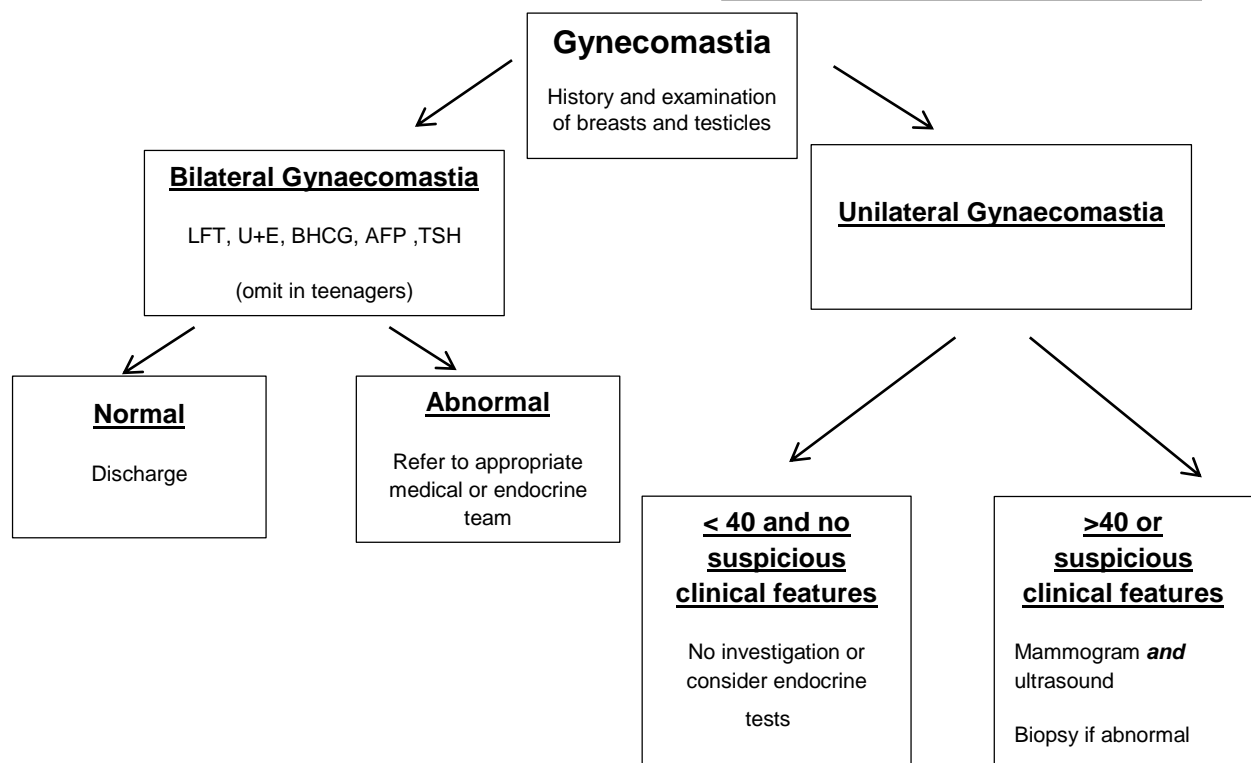 Gynecomastia
History and examination
of breasts and testicles
Bilateral Gynaecomastia
LFT, U+E, BHCG, AFP ,TSH
(omit in teenagers)
Unilateral Gynaecomastia
Normal
Discharge
Abnormal
Refer to appropriate
medical or endocrine
team
< 40 and no
suspicious
clinical features
No investigation or
consider endocrine
tests
>40 or
suspicious
clinical features
Mammogram and
ultrasound
Biopsy if abnormal